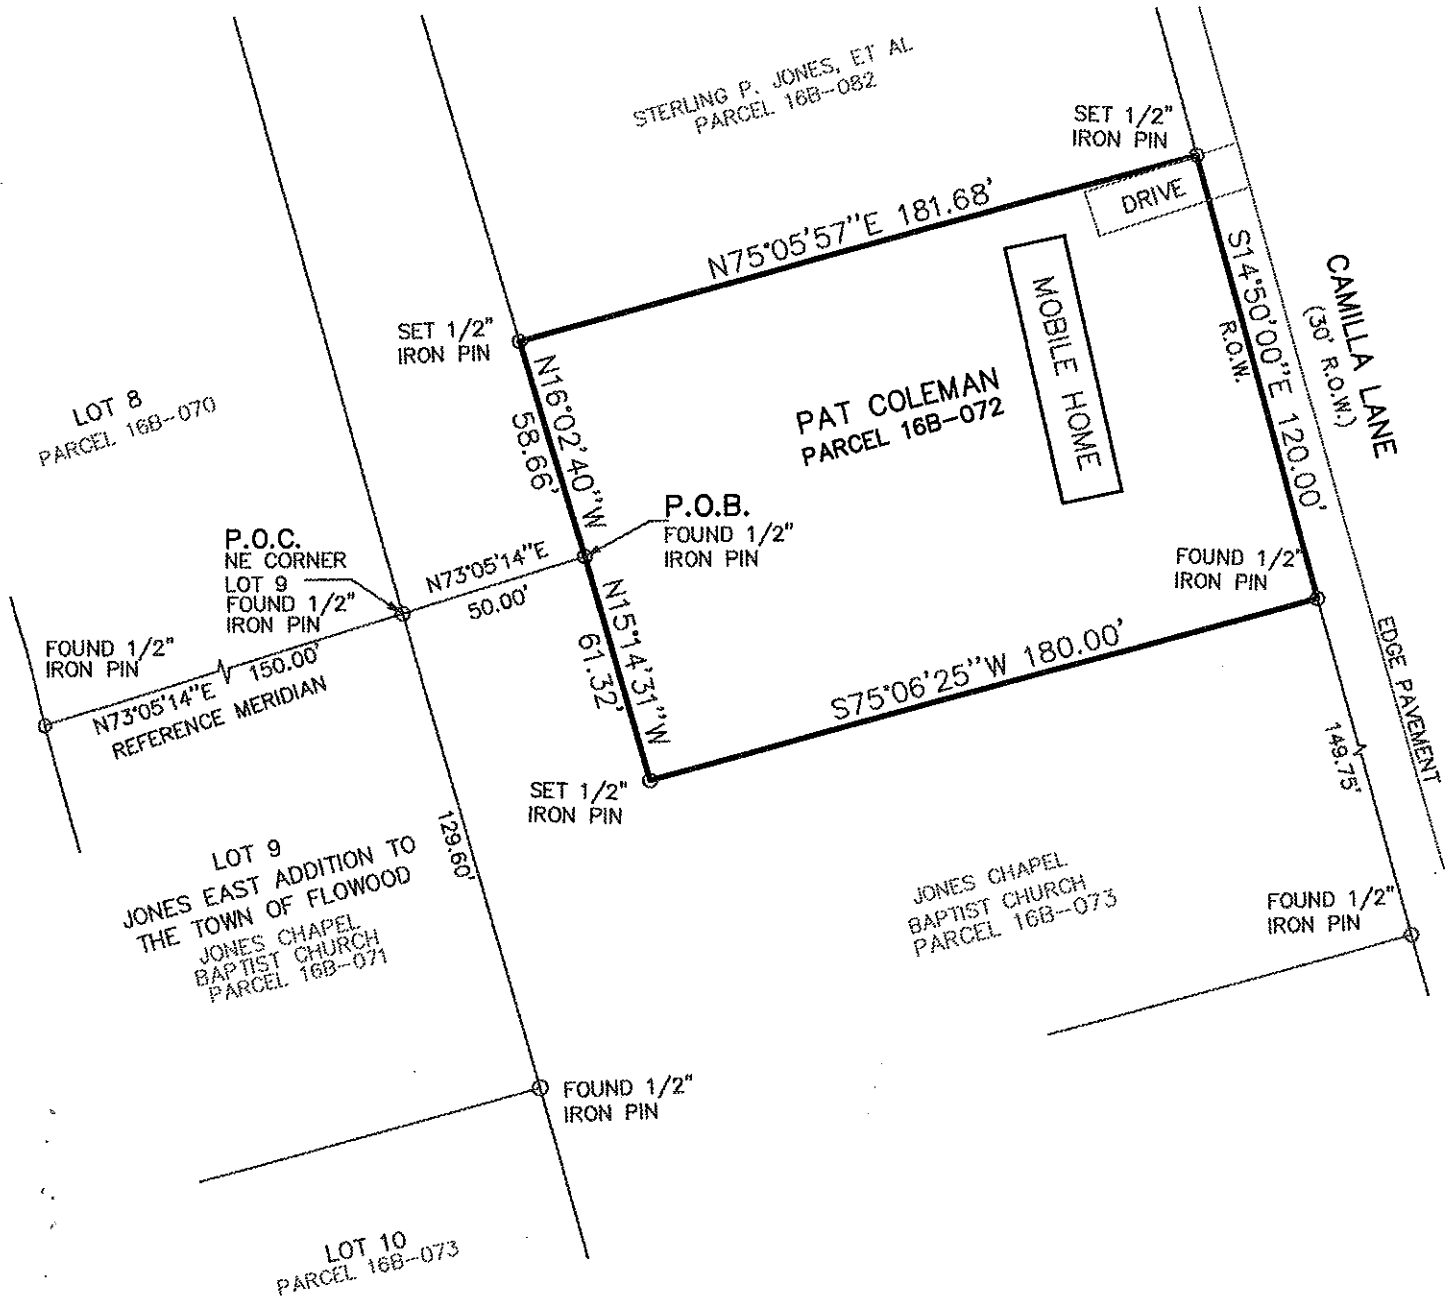 STERLING P. JONES, ET AL
PARCEL 16B-082
SET 1/2"
IRON PIN
DRIVE
N75°05'57"E 181.68'
S14°50'00"E 120.00'
R.O.W.
CAMILLA LANE
(30' R.O.W.)
MOBILE HOME
SET 1/2"
IRON PIN
N16°02'40"W
58.66'
PAT COLEMAN
PARCEL 16B-072
LOT 8
PARCEL 16B-070
P.O.B.
FOUND 1/2"
IRON PIN
P.O.C.
NE CORNER
LOT 9
FOUND 1/2"
IRON PIN
N73°05'14"E
50.00'
FOUND 1/2"
IRON PIN
N15°14'31"W
61.32'
FOUND 1/2"
IRON PIN
N73°05'14"E 150.00'
REFERENCE MERIDIAN
S75°06'25"W 180.00'
EDGE PAVEMENT
149.75'
SET 1/2"
IRON PIN
129.60'
LOT 9
JONES EAST ADDITION TO
THE TOWN OF FLOWOOD
JONES CHAPEL
BAPTIST CHURCH
PARCEL 16B-071
JONES CHAPEL
BAPTIST CHURCH
PARCEL 16B-073
FOUND 1/2"
IRON PIN
FOUND 1/2"
IRON PIN
LOT 10
PARCEL 16B-073